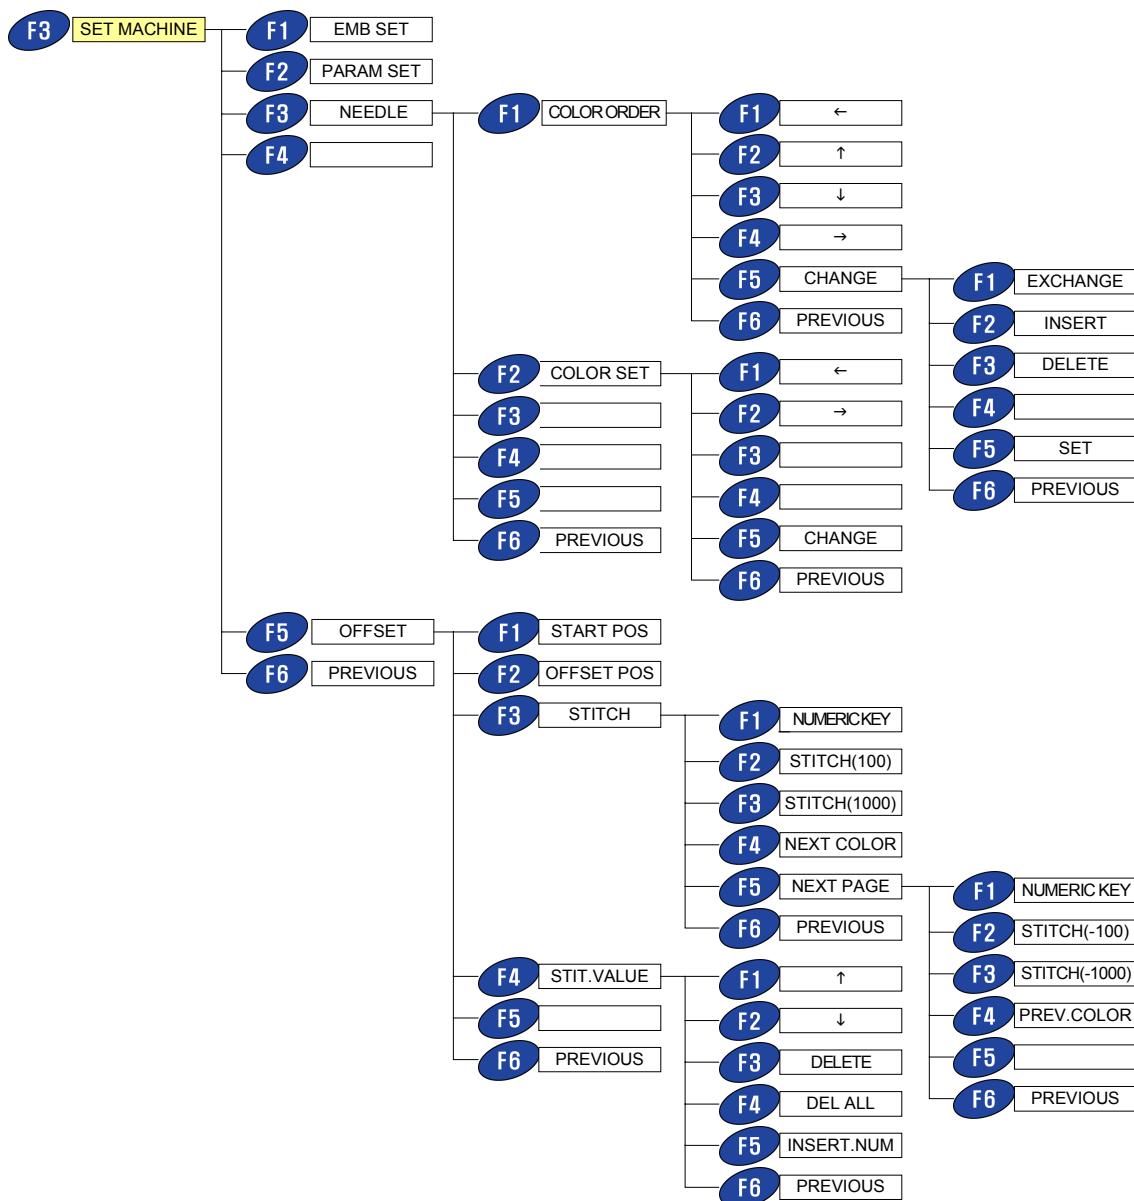 F3 SET MACHINE
F1 EMB SET
F2 PARAM SET
F3 NEEDLE
F4
F1 COLOR ORDER
F1 ←
F2 ↑
F3 ↓
F4 →
F5 CHANGE
F6 PREVIOUS
F1 EXCHANGE
F2 INSERT
F3 DELETE
F4
F5 SET
F6 PREVIOUS
F2 COLOR SET
F3
F4
F5
F6 PREVIOUS
F1 ←
F2 →
F3
F4
F5 CHANGE
F6 PREVIOUS
F5 OFFSET
F6 PREVIOUS
F1 START POS
F2 OFFSET POS
F3 STITCH
F1 NUMERIC KEY
F2 STITCH(100)
F3 STITCH(1000)
F4 NEXT COLOR
F5 NEXT PAGE
F6 PREVIOUS
F1 NUMERIC KEY
F2 STITCH(-100)
F3 STITCH(-1000)
F4 PREV.COLOR
F5
F6 PREVIOUS
F4 STIT.VALUE
F5
F6 PREVIOUS
F1 ↑
F2 ↓
F3 DELETE
F4 DEL ALL
F5 INSERT.NUM
F6 PREVIOUS